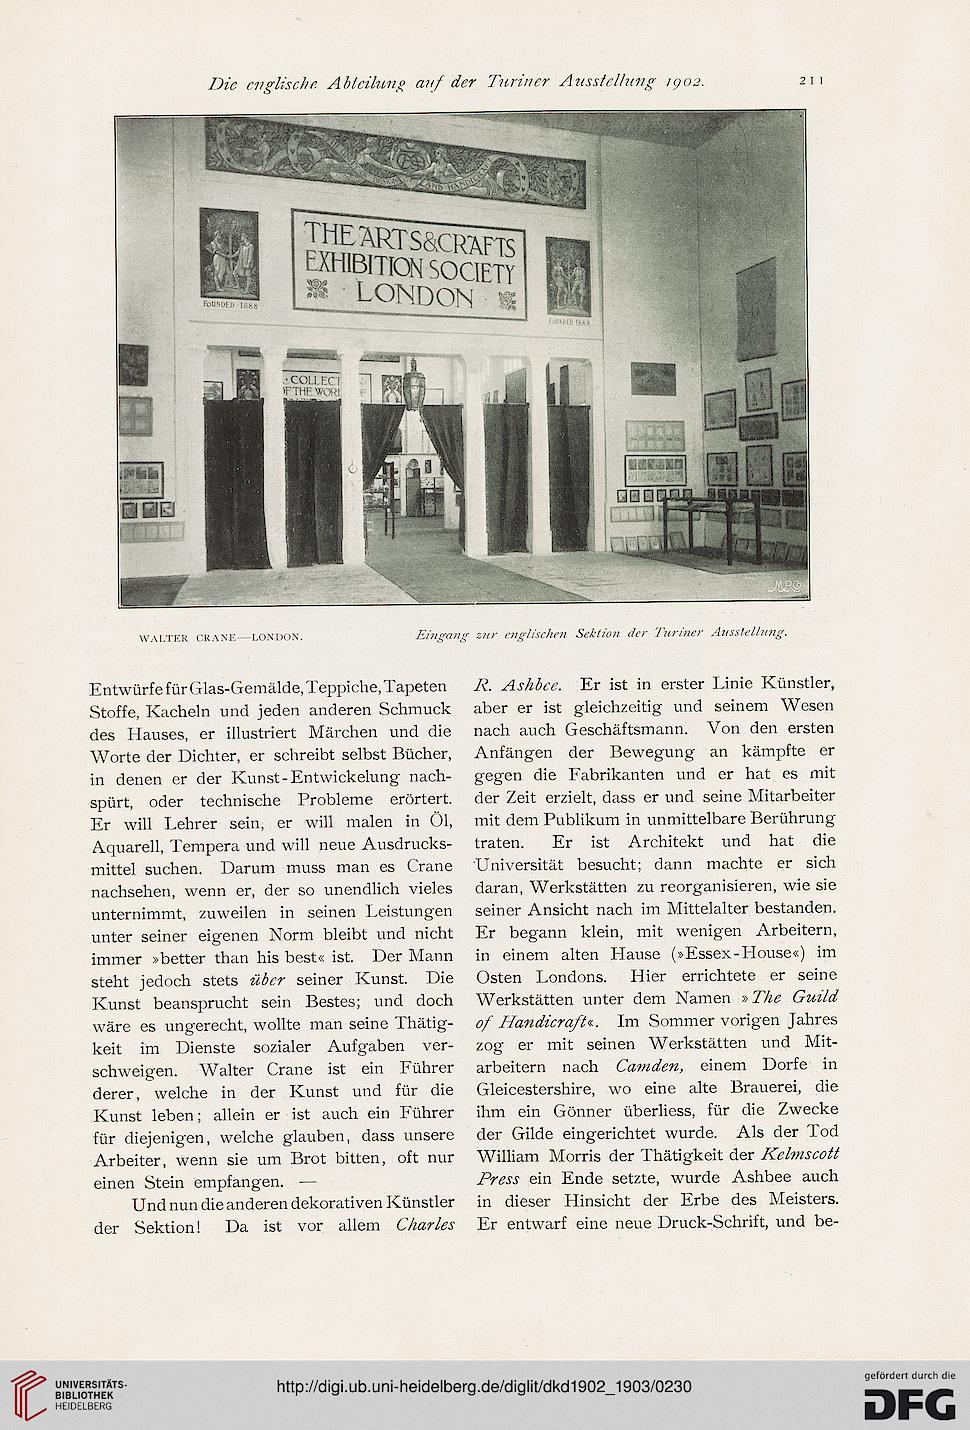 Die englische Abteilung auf der Turiner Ausstellung 1902. 211
AND HANDICRAFT
THE ARTS & CRAFTS
EXHIBITION SOCIETY
LONDON
FOUNDED 1888
FOUNDED 1888
COLLECT
OF THE WORK
WALTER CRANE—LONDON.
Eingang zur englischen Sektion der Turiner Ausstellung.
Entwürfe für Glas-Gemälde, Teppiche, Tapeten
Stoffe, Kacheln und jeden anderen Schmuck
des Hauses, er illustriert Märchen und die
Worte der Dichter, er schreibt selbst Bücher,
in denen er der Kunst-Entwickelung nach-
spürt, oder technische Probleme erörtert.
Er will Lehrer sein, er will malen in Öl,
Aquarell, Tempera und will neue Ausdrucks-
mittel suchen. Darum muss man es Crane
nachsehen, wenn er, der so unendlich vieles
unternimmt, zuweilen in seinen Leistungen
unter seiner eigenen Norm bleibt und nicht
immer »better than his best« ist. Der Mann
steht jedoch stets über seiner Kunst. Die
Kunst beansprucht sein Bestes; und doch
wäre es ungerecht, wollte man seine Thätig-
keit im Dienste sozialer Aufgaben ver-
schweigen. Walter Crane ist ein Führer
derer, welche in der Kunst und für die
Kunst leben; allein er ist auch ein Führer
für diejenigen, welche glauben, dass unsere
Arbeiter, wenn sie um Brot bitten, oft nur
einen Stein empfangen. —
Und nun die anderen dekorativen Künstler
der Sektion! Da ist vor allem Charles
R. Ashbee. Er ist in erster Linie Künstler,
aber er ist gleichzeitig und seinem Wesen
nach auch Geschäftsmann. Von den ersten
Anfängen der Bewegung an kämpfte er
gegen die Fabrikanten und er hat es mit
der Zeit erzielt, dass er und seine Mitarbeiter
mit dem Publikum in unmittelbare Berührung
traten. Er ist Architekt und hat die
Universität besucht; dann machte er sich
daran, Werkstätten zu reorganisieren, wie sie
seiner Ansicht nach im Mittelalter bestanden.
Er begann klein, mit wenigen Arbeitern,
in einem alten Hause (»Essex-House«) im
Osten Londons. Hier errichtete er seine
Werkstätten unter dem Namen »The Guild
of Handicraft«. Im Sommer vorigen Jahres
zog er mit seinen Werkstätten und Mit-
arbeitern nach Camden, einem Dorfe in
Gleicestershire, wo eine alte Brauerei, die
ihm ein Gönner überliess, für die Zwecke
der Gilde eingerichtet wurde. Als der Tod
William Morris der Thätigkeit der Kelmscott
Press ein Ende setzte, wurde Ashbee auch
in dieser Hinsicht der Erbe des Meisters.
Er entwarf eine neue Druck-Schrift, und be-
UNIVERSITÄTS-
BIBLIOTHEK
HEIDELBERG
http://digi.ub.uni-heidelberg.de/diglit/dkd1902_1903/0230
gefördert durch die
DFG